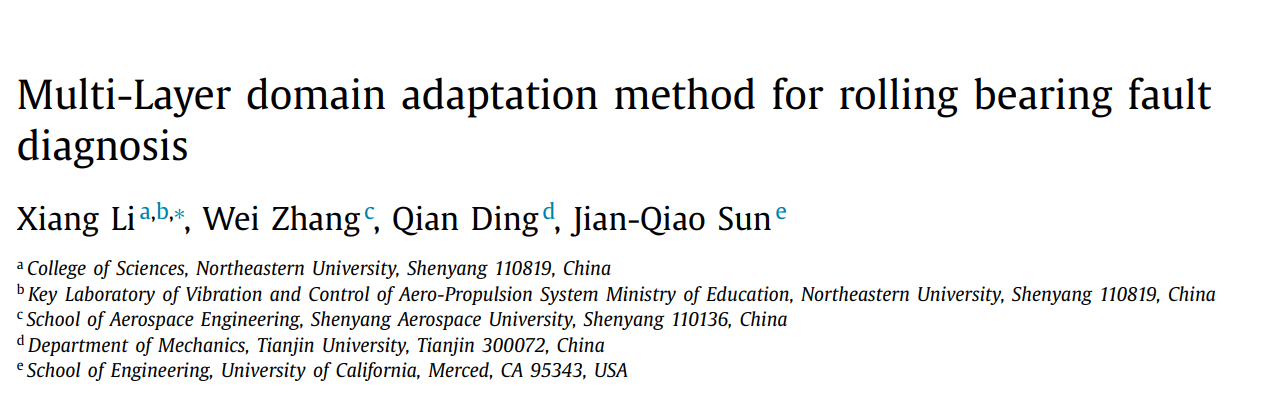 Multi-Layer domain adaptation method for rolling bearing fault
diagnosis
Xiang Li a,b,*, Wei Zhang c, Qian Ding d, Jian-Qiao Sun e
a College of Sciences, Northeastern University, Shenyang 110819, China
b Key Laboratory of Vibration and Control of Aero-Propulsion System Ministry of Education, Northeastern University, Shenyang 110819, China
c School of Aerospace Engineering, Shenyang Aerospace University, Shenyang 110136, China
d Department of Mechanics, Tianjin University, Tianjin 300072, China
e School of Engineering, University of California, Merced, CA 95343, USA